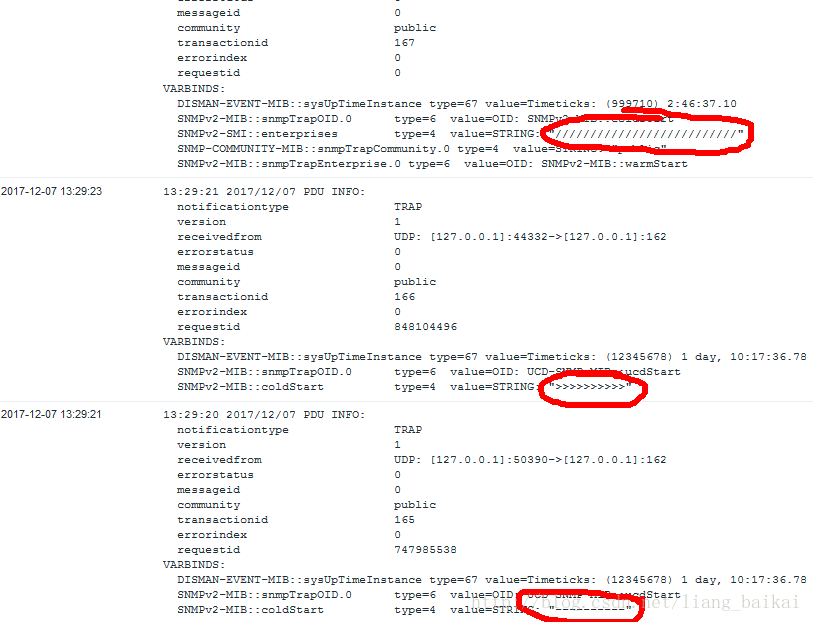 messageid 0
community public
transactionid 167
errorindex 0
requestid 0
VARBINDS:
DISMAN-EVENT-MIB::sysUpTimeInstance type=67 value=Timeticks: (999710) 2:46:37.10
SNMPv2-MIB::snmpTrapOID.0 type=6 value=OID: SNMPv2-MIB::coldStart
SNMPv2-SMI::enterprises type=4 value=STRING: "//////////////////////////"
SNMP-COMMUNITY-MIB::snmpTrapCommunity.0 type=4 value=STRING: "public"
SNMPv2-MIB::snmpTrapEnterprise.0 type=6 value=OID: SNMPv2-MIB::warmStart
2017-12-07 13:29:23 13:29:21 2017/12/07 PDU INFO:
notificationtype TRAP
version 1
receivedfrom UDP: [127.0.0.1]:44332->[127.0.0.1]:162
errorstatus 0
messageid 0
community public
transactionid 166
errorindex 0
requestid 848104496
VARBINDS:
DISMAN-EVENT-MIB::sysUpTimeInstance type=67 value=Timeticks: (12345678) 1 day, 10:17:36.78
SNMPv2-MIB::snmpTrapOID.0 type=6 value=OID: UCD-SNMP-MIB::ucdStart
SNMPv2-MIB::coldStart type=4 value=STRING: ">>>>>>>>>>"
2017-12-07 13:29:21 13:29:20 2017/12/07 PDU INFO:
notificationtype TRAP
version 1
receivedfrom UDP: [127.0.0.1]:50390->[127.0.0.1]:162
errorstatus 0
messageid 0
community public
transactionid 165
errorindex 0
requestid 747985538
VARBINDS:
DISMAN-EVENT-MIB::sysUpTimeInstance type=67 value=Timeticks: (12345678) 1 day, 10:17:36.78
SNMPv2-MIB::snmpTrapOID.0 type=6 value=OID: UCD-SNMP-MIB::ucdStart
http://blog.csdn.net/liang_baikai
SNMPv2-MIB::coldStart type=4 value=STRING: "----------"